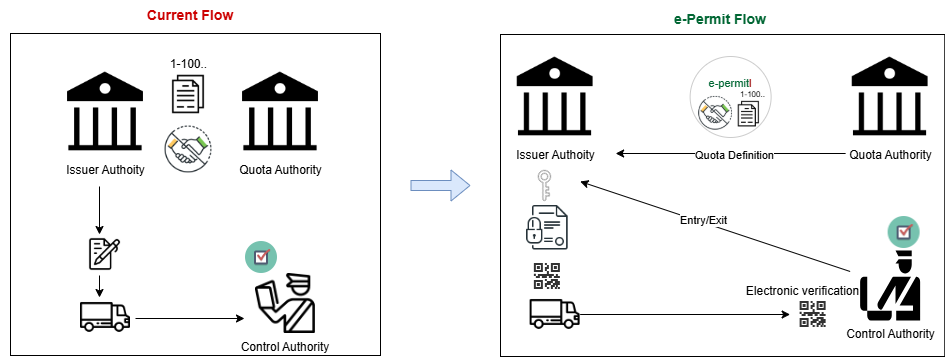 Current Flow
e-Permit Flow
1-100..
Issuer Authoity
Quota Authority
Control Authority
e-permit
1-100..
Issuer Authoity
Quota Definition
Quota Authority
Entry/Exit
Electronic verification
Control Authority